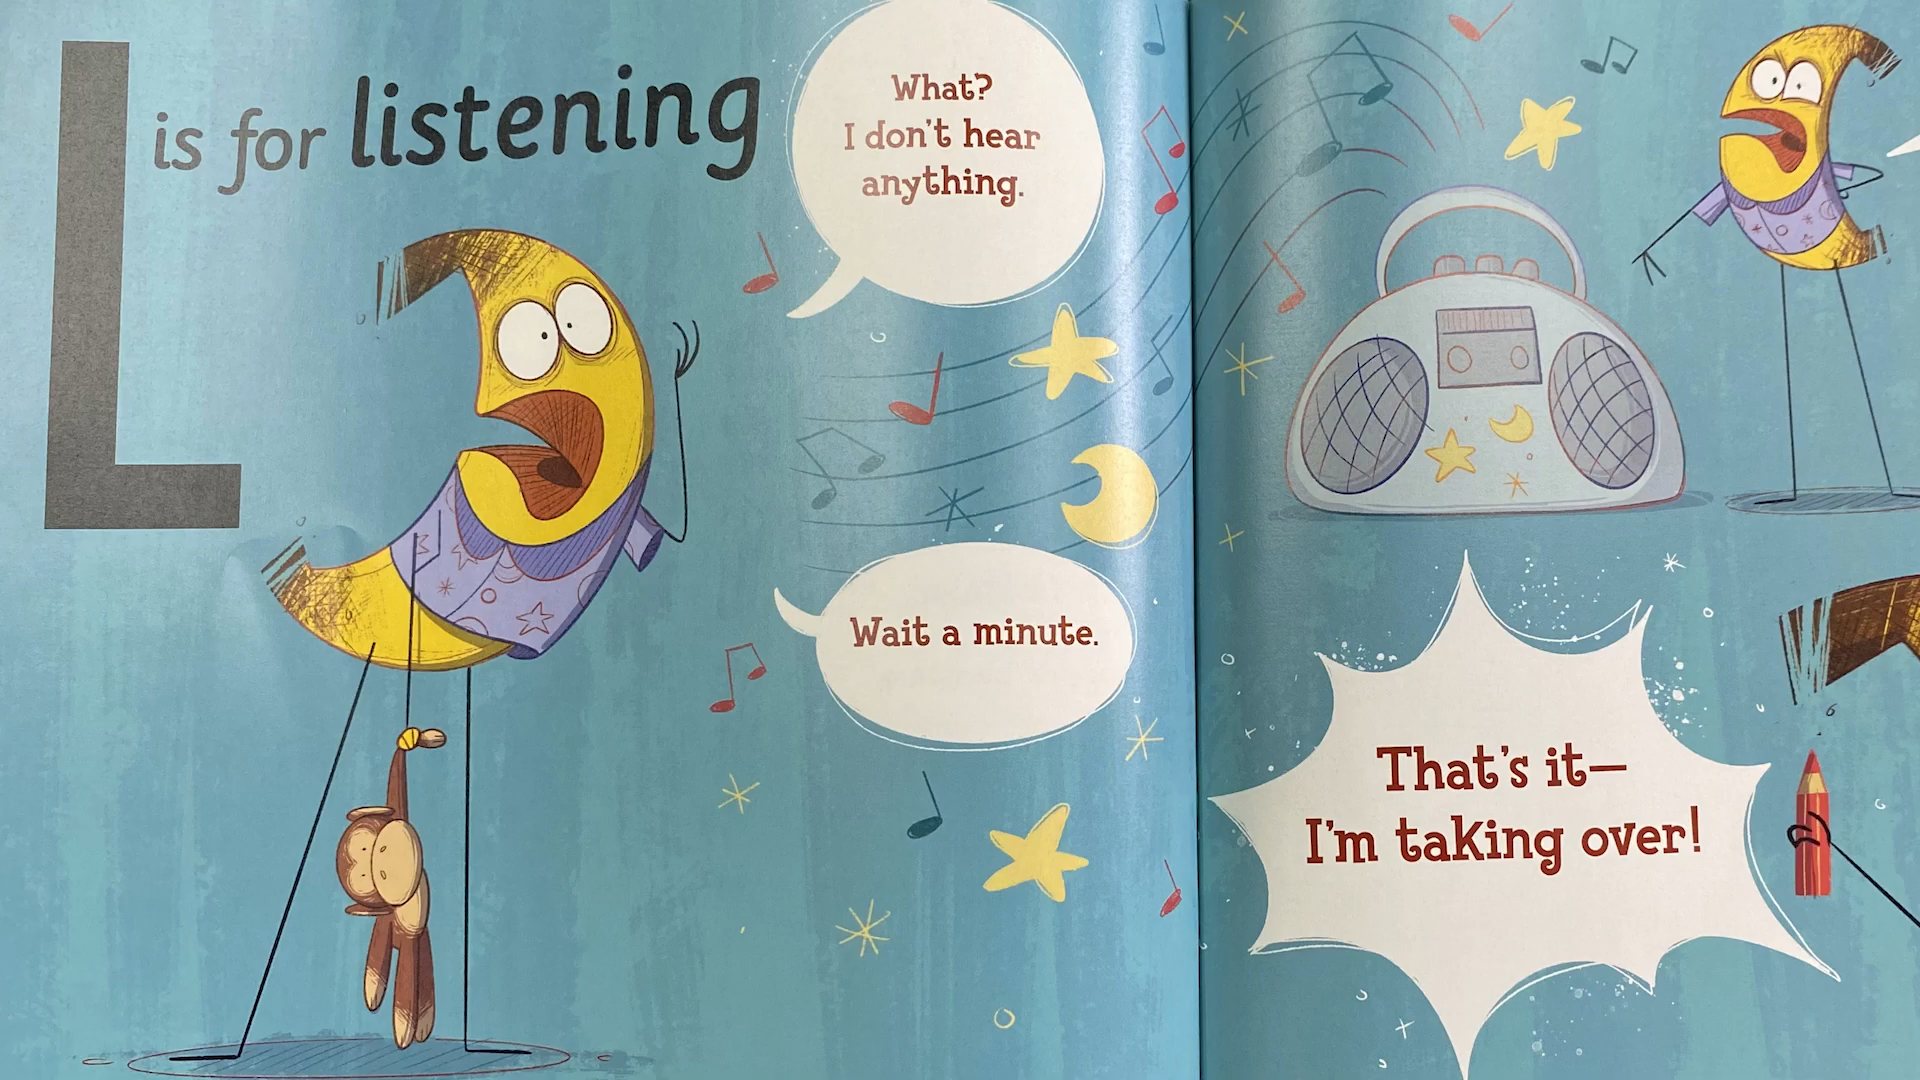 L is for listening
What?
I don't hear
anything.
Wait a minute.
That's it—
I'm taking over!